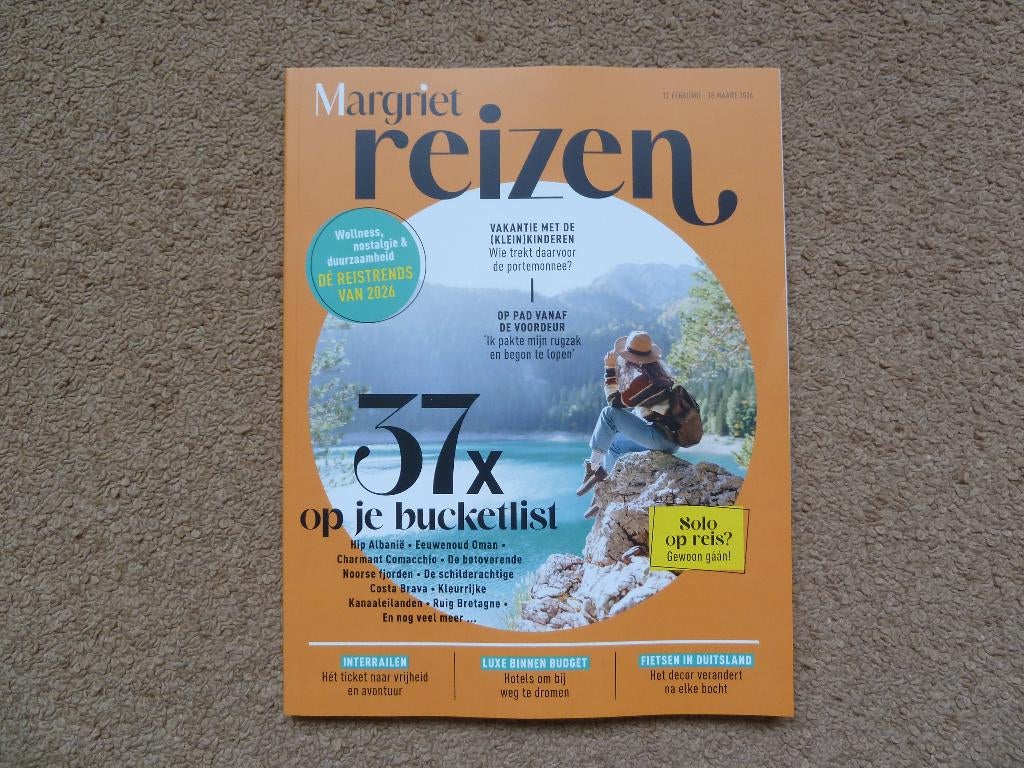 Margriet
reizen
12 FEBRUARI - 18 MAART 2026
Wellness,
nostalgie &
duurzaamheid
DÉ REISTRENDS
VAN 2026
VAKANTIE MET DE
(KLEIN)KINDEREN
Wie trekt daarvoor
de portemonnee?
OP PAD VANAF
DE VOORDEUR
'Ik pakte mijn rugzak
en begon te lopen'
37x
op je bucketlist
Hip Albanië • Eeuwenoud Oman •
Charmant Comacchio • De betoverende
Noorse fjorden • De schilderachtige
Costa Brava • Kleurrijke
Kanaaleilanden • Ruig Bretagne •
En nog veel meer ...
Solo
op reis?
Gewoon gáán!
INTERRAILEN
Hét ticket naar vrijheid
en avontuur
LUXE BINNEN BUDGET
Hotels om bij
weg te dromen
FIETSEN IN DUITSLAND
Het decor verandert
na elke bocht